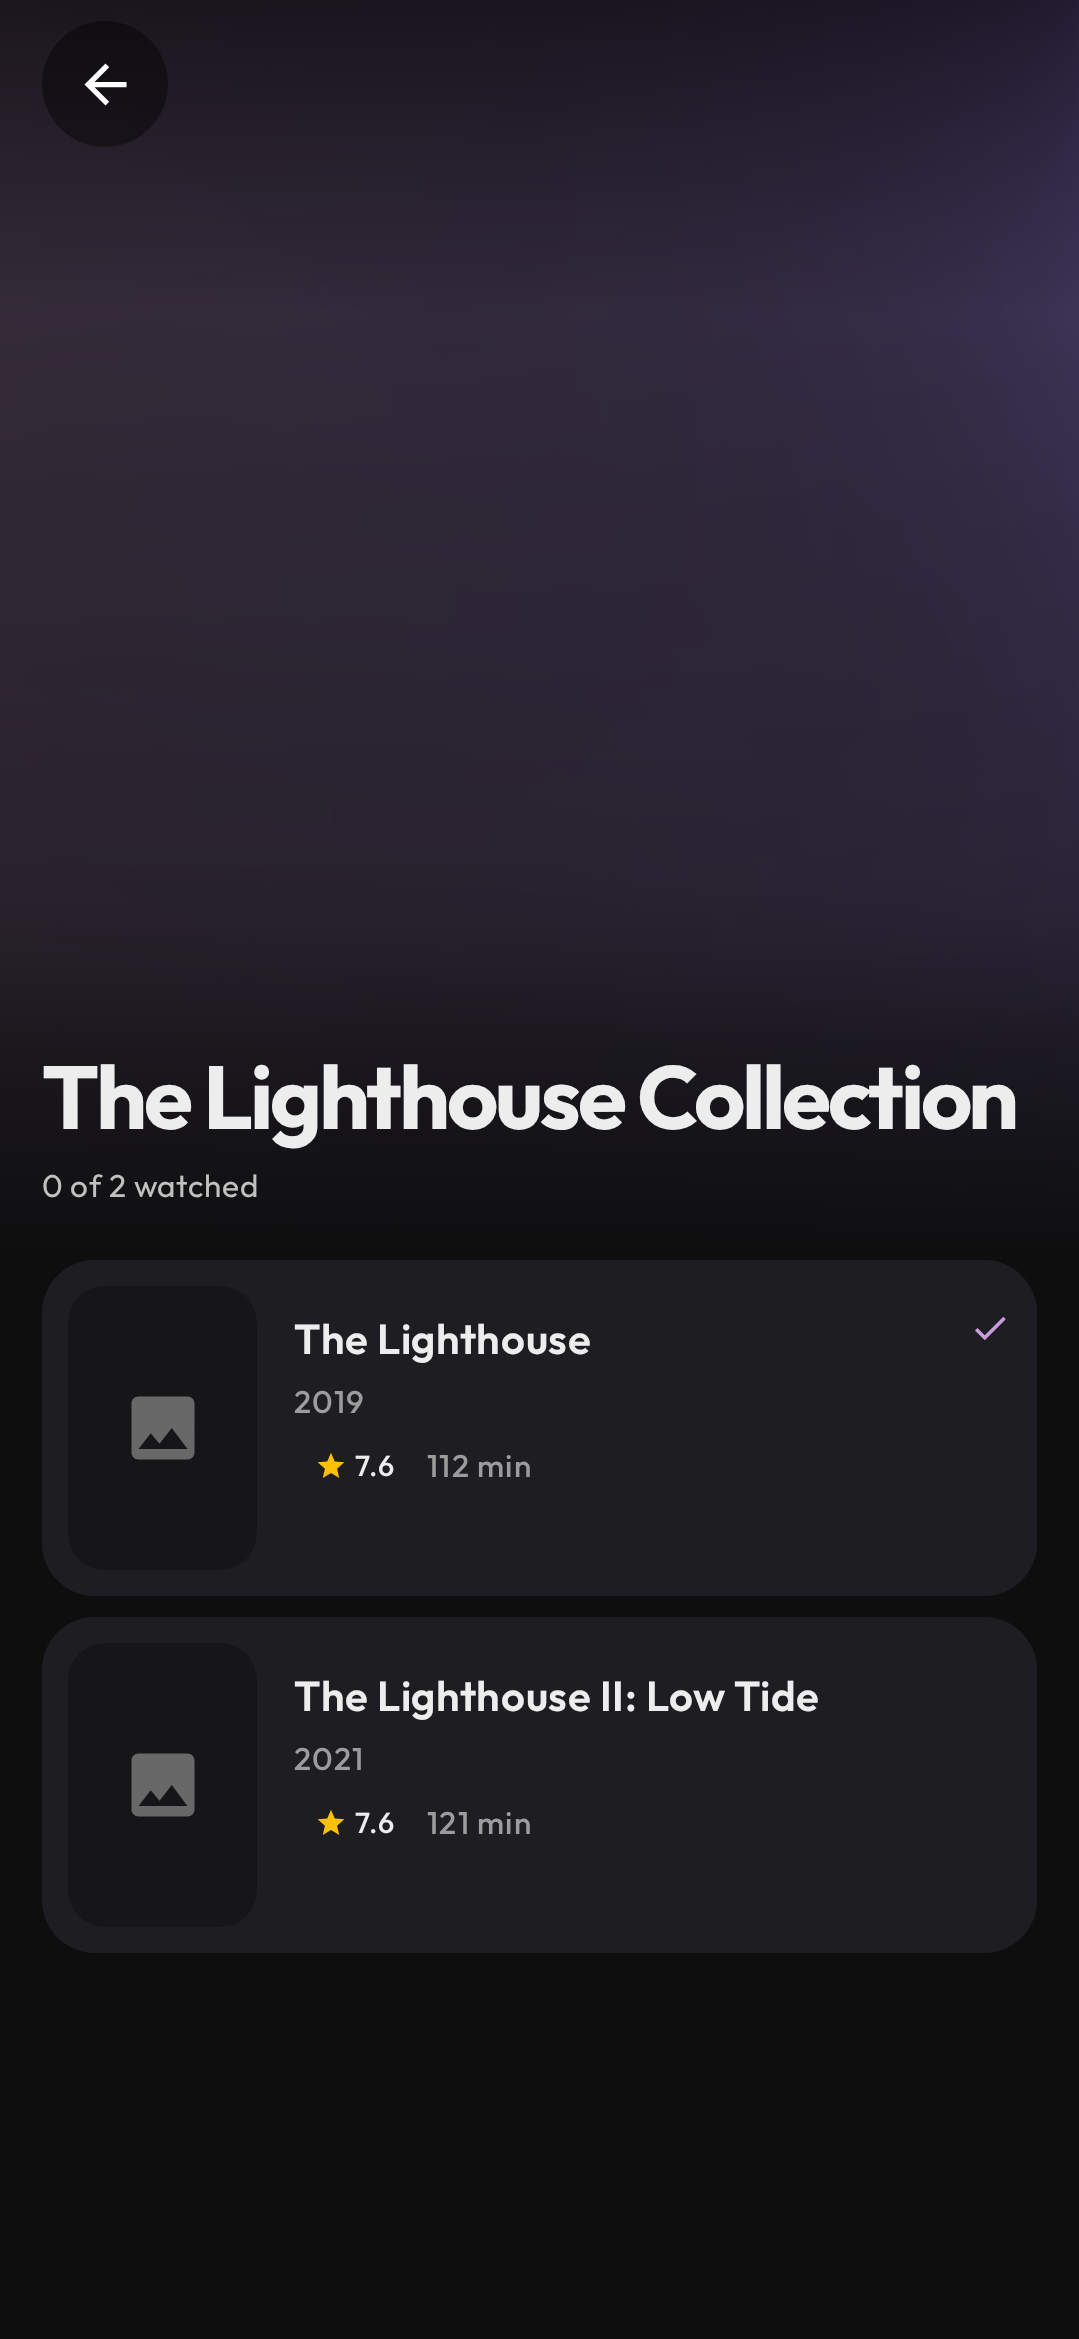 The Lighthouse Collection
0 of 2 watched
The Lighthouse
2019
7.6 112 min
The Lighthouse II: Low Tide
2021
7.6 121 min